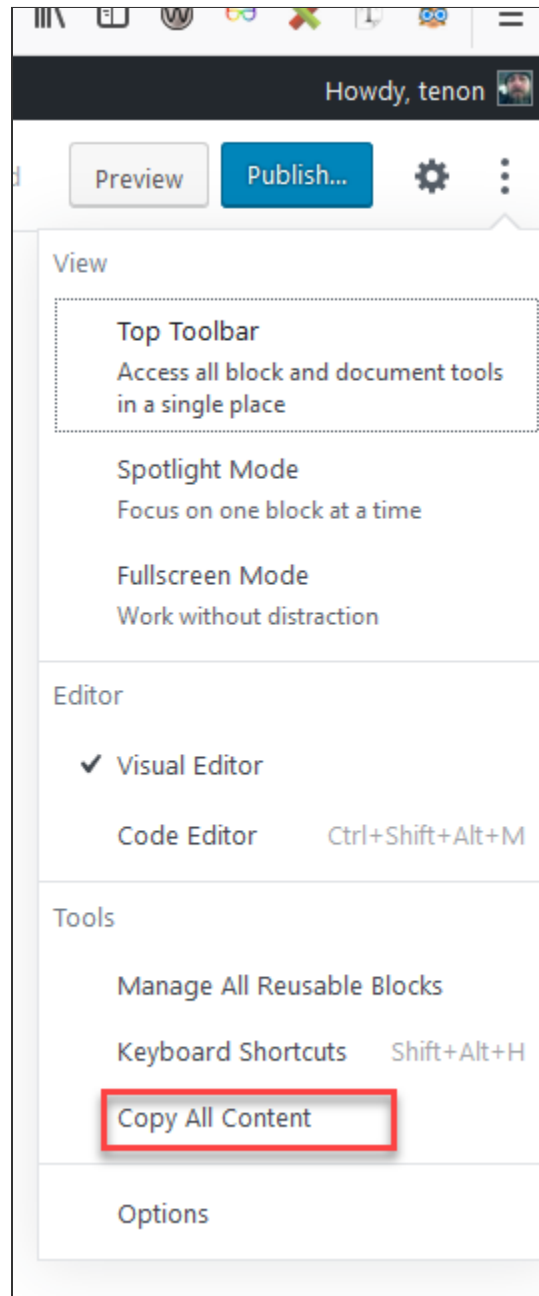 Howdy, tenon
Preview
Publish...
View
Top Toolbar
Access all block and document tools
in a single place
Spotlight Mode
Focus on one block at a time
Fullscreen Mode
Work without distraction
Editor
Visual Editor
Code Editor Ctrl+Shift+Alt+M
Tools
Manage All Reusable Blocks
Keyboard Shortcuts Shift+Alt+H
Copy All Content
Options